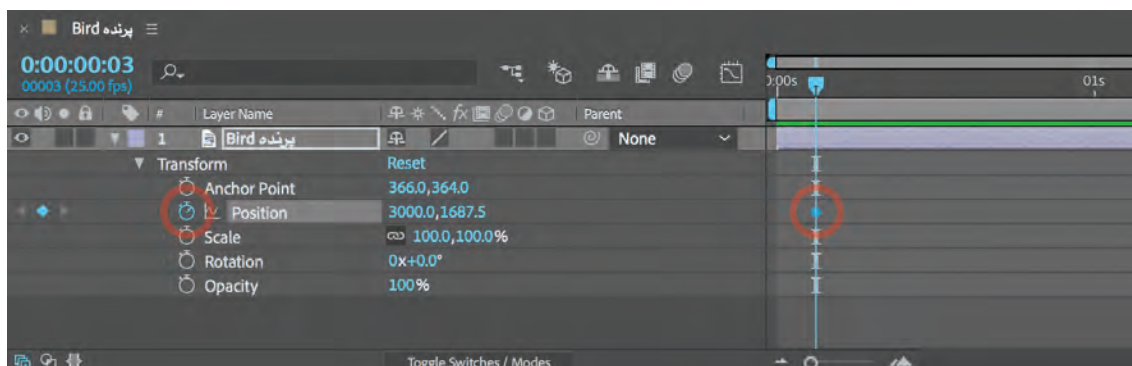 Bird پرنده
0:00:00:03
00003 (25.00 fps)
:00s 01s
# Layer Name fx Parent
1 Bird پرنده None
Transform Reset
Anchor Point 366.0,364.0
Position 3000.0,1687.5
Scale 100.0,100.0%
Rotation 0x+0.0°
Opacity 100%
Toggle Switches / Modes